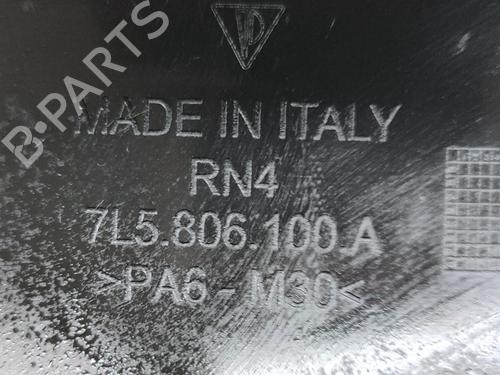 B-PARTS
MADE IN ITALY
RN4
7L5.806.100.A
>PA6 - M30<